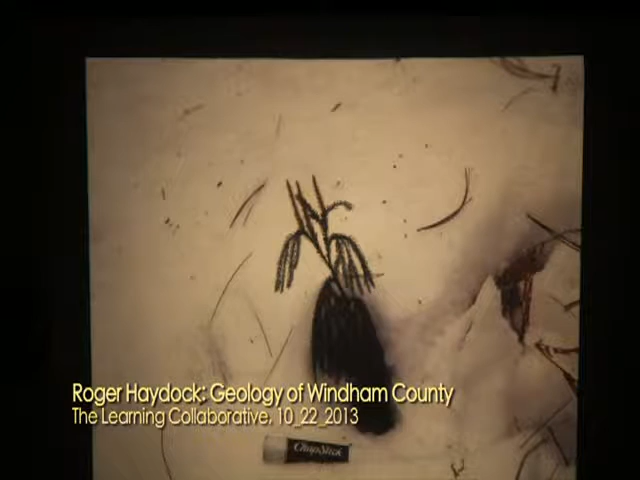 Roger Haydock: Geology of Windham County
The Learning Collaborative, 10_22_2013
ChapStick